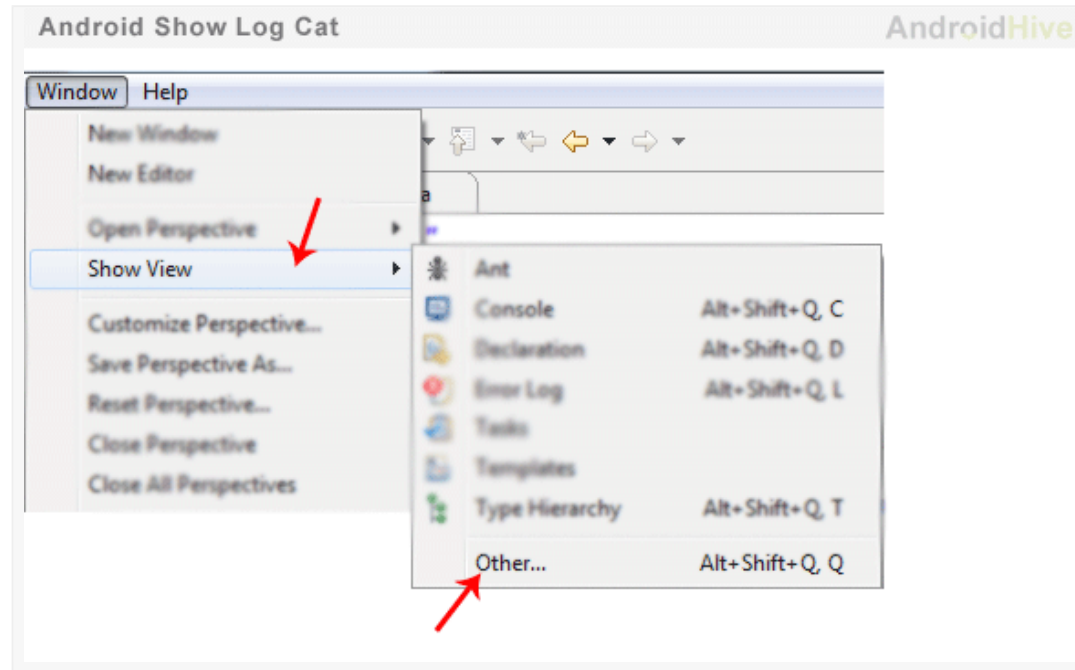 Android Show Log Cat
AndroidHive
Window Help
New Window
New Editor
a
Open Perspective
"
Show View
Ant
Console Alt+Shift+Q, C
Customize Perspective...
Declaration Alt+Shift+Q, D
Save Perspective As...
Error Log Alt+Shift+Q, L
Reset Perspective...
Tasks
Close Perspective
Templates
Close All Perspectives
Type Hierarchy Alt+Shift+Q, T
Other... Alt+Shift+Q, Q